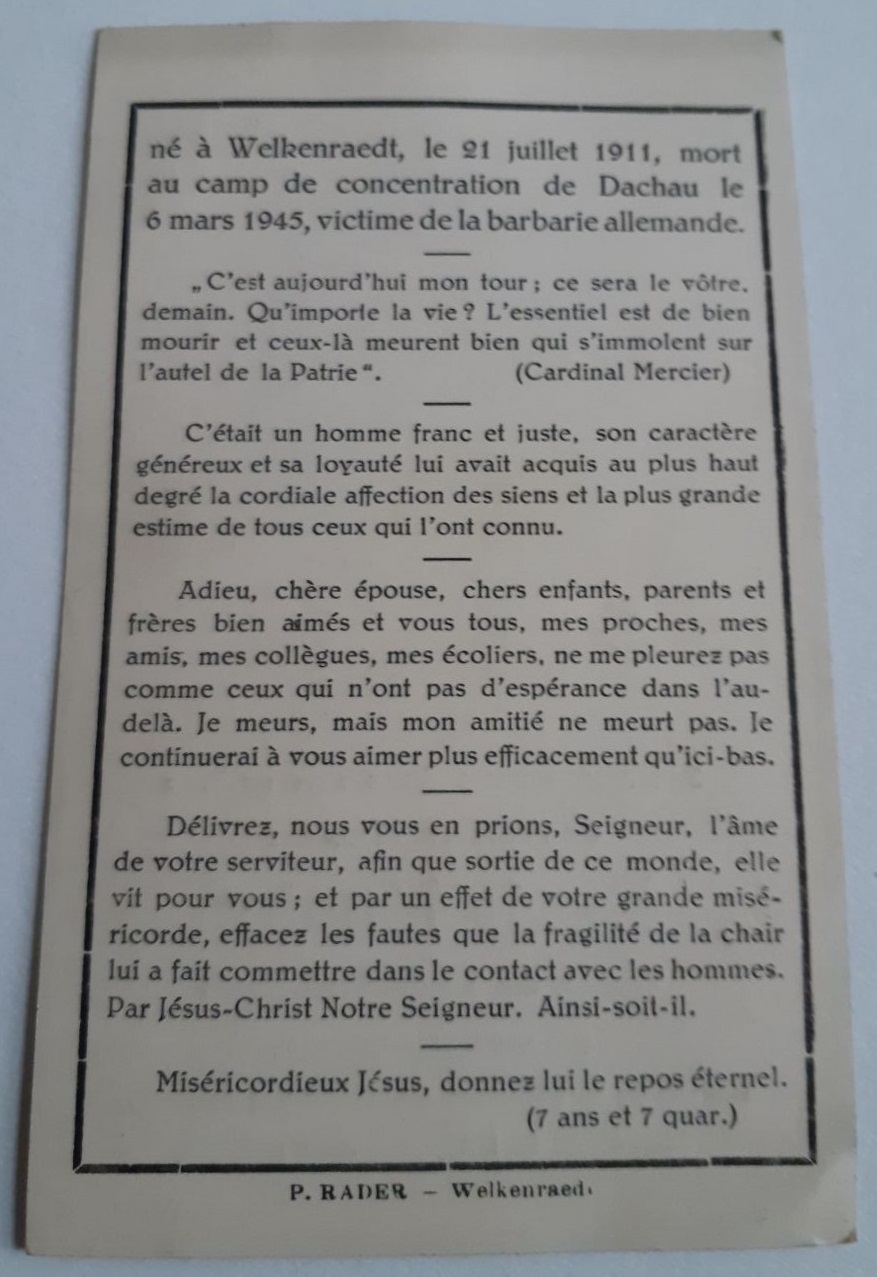 né à Welkenraedt, le 21 juillet 1911, mort
au camp de concentration de Dachau le
6 mars 1945, victime de la barbarie allemande.
„C'est aujourd'hui mon tour ; ce sera le vôtre,
demain. Qu'importe la vie ? L'essentiel est de bien
mourir et ceux-là meurent bien qui s'immolent sur
l'autel de la Patrie“. (Cardinal Mercier)
C'était un homme franc et juste, son caractère
généreux et sa loyauté lui avait acquis au plus haut
degré la cordiale affection des siens et la plus grande
estime de tous ceux qui l'ont connu.
Adieu, chère épouse, chers enfants, parents et
frères bien aimés et vous tous, mes proches, mes
amis, mes collègues, mes écoliers, ne me pleurez pas
comme ceux qui n'ont pas d'espérance dans l'au-
delà. Je meurs, mais mon amitié ne meurt pas. Je
continuerai à vous aimer plus efficacement qu'ici-bas.
Délivrez, nous vous en prions, Seigneur, l'âme
de votre serviteur, afin que sortie de ce monde, elle
vit pour vous ; et par un effet de votre grande misé-
ricorde, effacez les fautes que la fragilité de la chair
lui a fait commettre dans le contact avec les hommes.
Par Jésus-Christ Notre Seigneur. Ainsi-soit-il.
Miséricordieux Jésus, donnez lui le repos éternel.
(7 ans et 7 quar.)
P. RADER – Welkenraedt